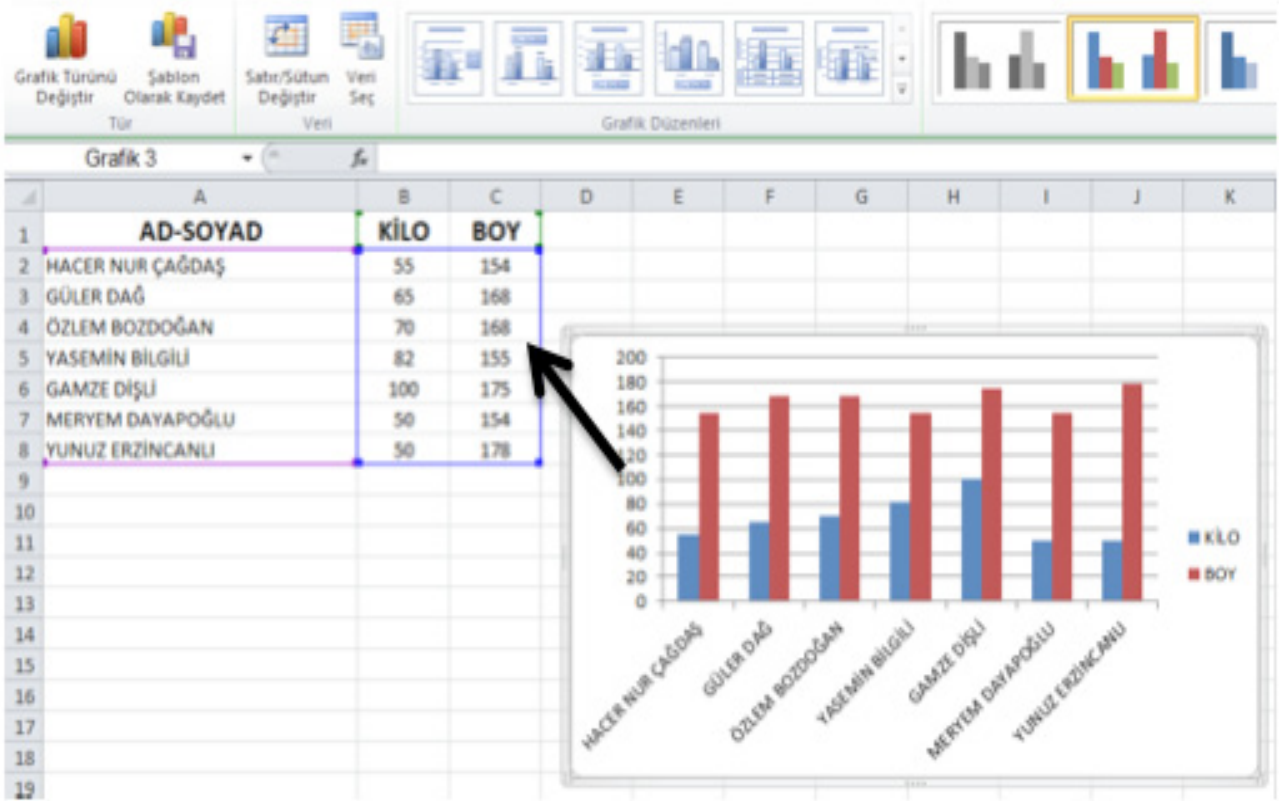 Grafik Türünü Değiştir
Şablon Olarak Kaydet
Satır/Sütun Değiştir
Veri Seç
Tür
Veri
Grafik Düzenleri
Grafik 3
fx
A B C D E F G H I J K
1 AD-SOYAD KİLO BOY
2 HACER NUR ÇAĞDAŞ 55 154
3 GÜLER DAĞ 65 168
4 ÖZLEM BOZDOĞAN 70 168
5 YASEMİN BİLGİLİ 82 155
6 GAMZE DİŞLİ 100 175
7 MERYEM DAYAPOĞLU 50 154
8 YUNUZ ERZİNCANLI 50 178
9
10
11
12
13
14
15
16
17
18
19
200
180
160
140
120
100
80
60
40
20
0
HACER NUR ÇAĞDAŞ
GÜLER DAĞ
ÖZLEM BOZDOĞAN
YASEMİN BİLGİLİ
GAMZE DİŞLİ
MERYEM DAYAPOĞLU
YUNUZ ERZİNCANLI
KİLO
BOY